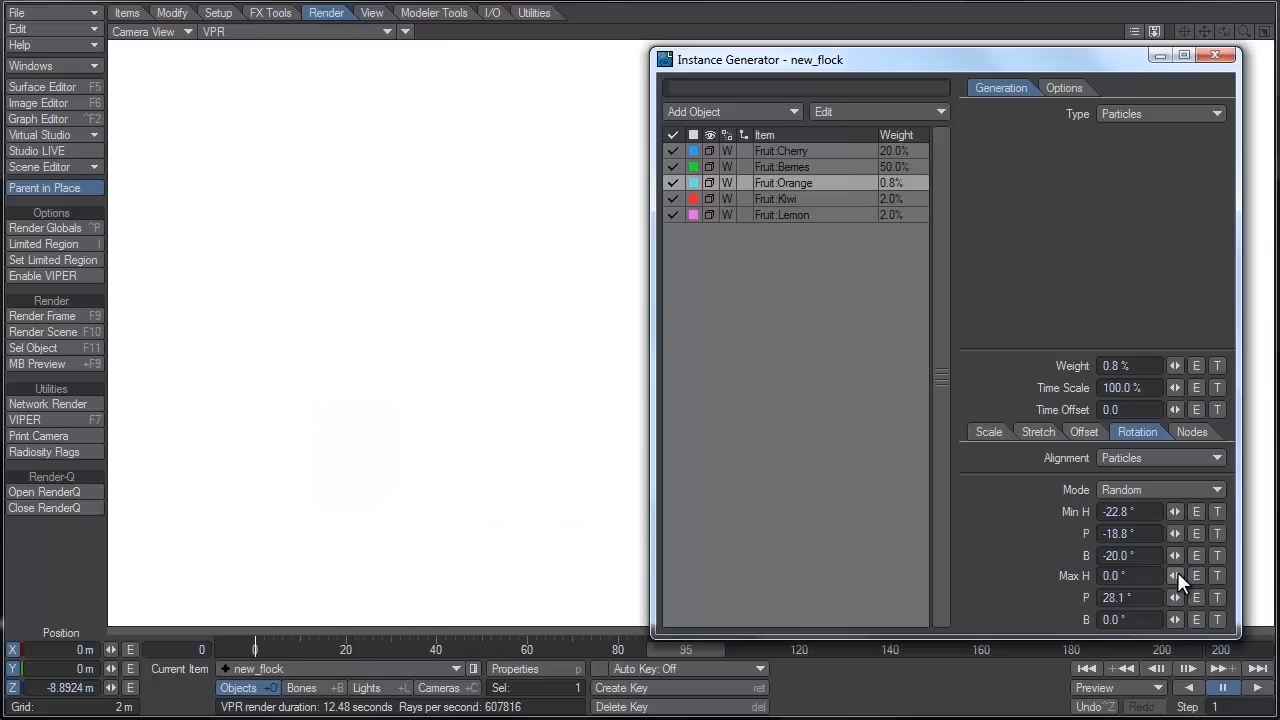 File Items Modify Setup FX Tools Render View Modeler Tools I/O Utilities
Edit Camera View VPR
Help
Windows
Surface Editor F5
Image Editor F6
Graph Editor ^F2
Virtual Studio
Studio LIVE
Scene Editor
Parent in Place
Options
Render Globals ^P
Limited Region l
Set Limited Region
Enable VIPER
Render
Render Frame F9
Render Scene F10
Sel Object F11
MB Preview +F9
Utilities
Network Render
VIPER F7
Print Camera
Radiosity Flags
Render-Q
Open RenderQ
Close RenderQ
Instance Generator - new_flock
Generation Options
Add Object Edit
Type Particles
Item Weight
W Fruit:Cherry 20.0%
W Fruit:Berries 50.0%
W Fruit:Orange 0.8%
W Fruit:Kiwi 2.0%
W Fruit:Lemon 2.0%
Weight 0.8 % E T
Time Scale 100.0 % E T
Time Offset 0.0 E T
Scale Stretch Offset Rotation Nodes
Alignment Particles
Mode Random
Min H -22.8 ° E T
P -18.8 ° E T
B -20.0 ° E T
Max H 0.0 ° E T
P 28.1 ° E T
B 0.0 ° E T
Position
X 0 m E 0 0 20 40 60 80 95 120 140 160 180 200 200
Y 0 m E Current Item new_flock Properties p Auto Key: Off
Z -8.8924 m E Objects +O Bones +B Lights +L Cameras +C Sel: 1 Create Key ret Preview
Grid: 2 m VPR render duration: 12.48 seconds Rays per second: 607816 Delete Key del Undo ^Z Redo Step 1